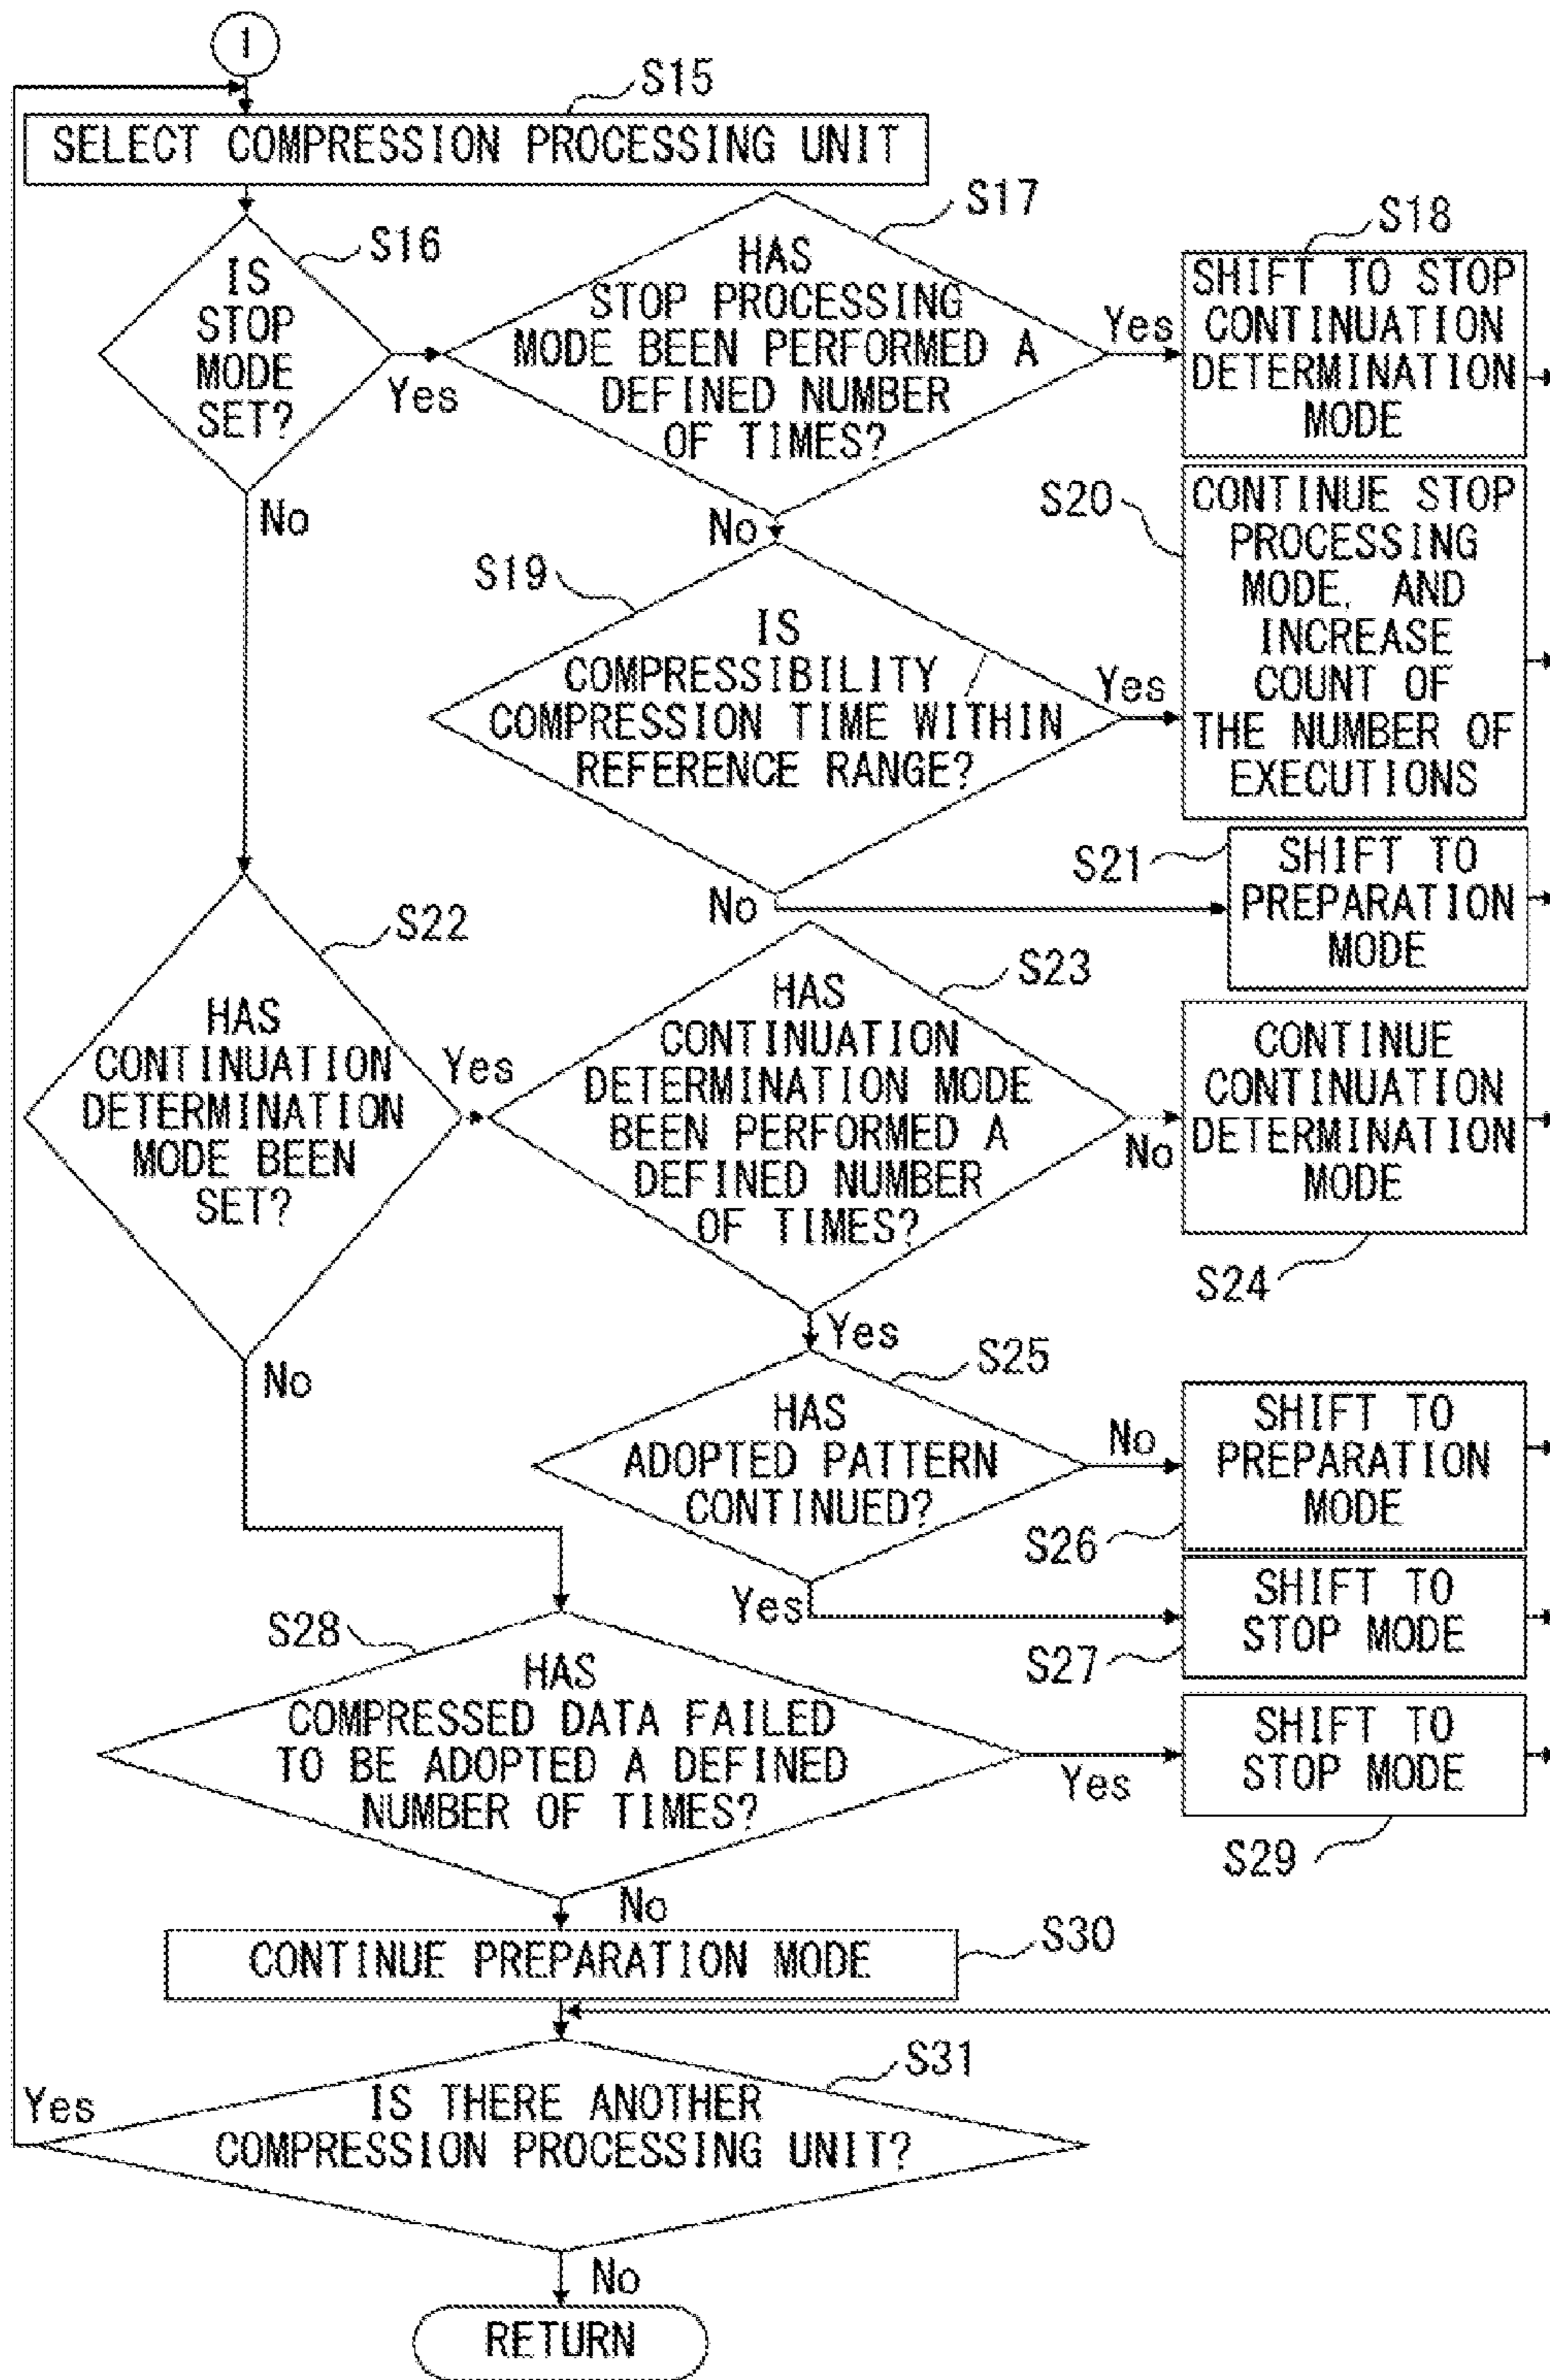 1
S15
SELECT COMPRESSION PROCESSING UNIT
S16
IS
STOP
MODE
SET?
Yes
No
S17
HAS
STOP PROCESSING
MODE BEEN PERFORMED A
DEFINED NUMBER
OF TIMES?
Yes
No
S18
SHIFT TO STOP
CONTINUATION
DETERMINATION
MODE
S19
IS
COMPRESSIBILITY /
COMPRESSION TIME WITHIN
REFERENCE RANGE?
Yes
No
S20
CONTINUE STOP
PROCESSING
MODE, AND
INCREASE
COUNT OF
THE NUMBER OF
EXECUTIONS
S21
SHIFT TO
PREPARATION
MODE
S22
HAS
CONTINUATION
DETERMINATION
MODE BEEN
SET?
Yes
No
S23
HAS
CONTINUATION
DETERMINATION MODE
BEEN PERFORMED A
DEFINED NUMBER
OF TIMES?
No
Yes
CONTINUE
CONTINUATION
DETERMINATION
MODE
S24
S25
HAS
ADOPTED PATTERN
CONTINUED?
No
Yes
SHIFT TO
PREPARATION
MODE
S26
SHIFT TO
STOP MODE
S27
S28
HAS
COMPRESSED DATA FAILED
TO BE ADOPTED A DEFINED
NUMBER OF TIMES?
Yes
No
SHIFT TO
STOP MODE
S29
CONTINUE PREPARATION MODE
S30
S31
IS THERE ANOTHER
COMPRESSION PROCESSING UNIT?
Yes
No
RETURN